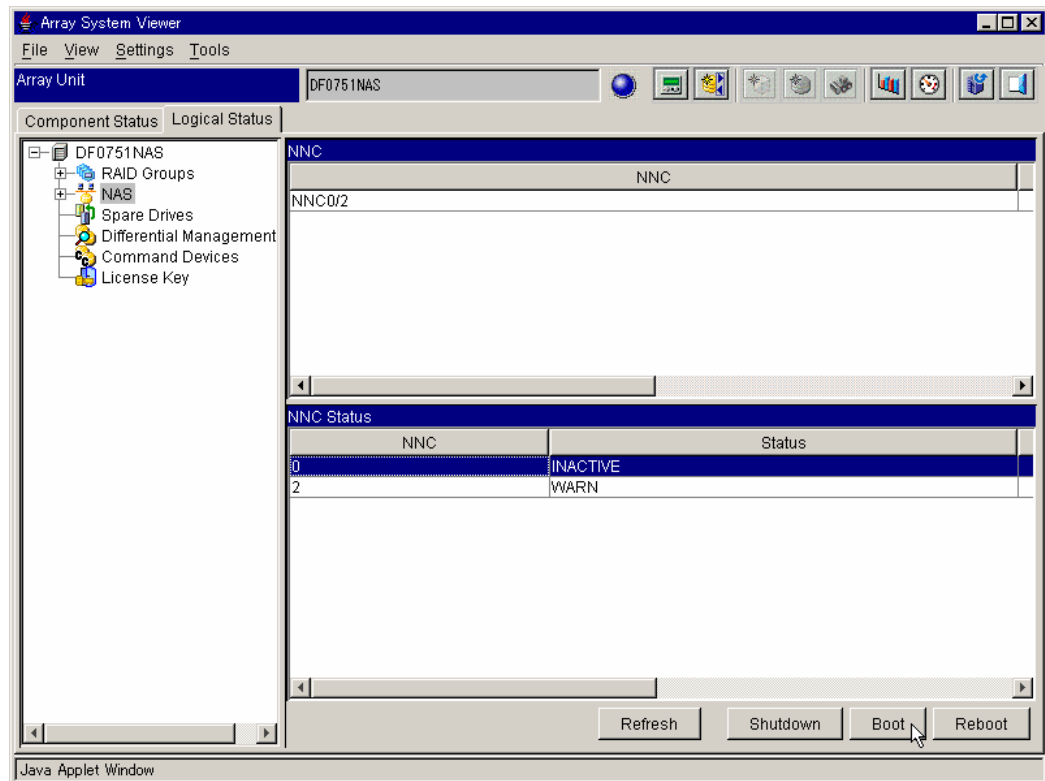 Array System Viewer
File View Settings Tools
Array Unit
DF0751NAS
Component Status
Logical Status
DF0751NAS
RAID Groups
NAS
Spare Drives
Differential Management
Command Devices
License Key
NNC
NNC
NNC0/2
NNC Status
NNC Status
0 INACTIVE
2 WARN
Refresh Shutdown Boot Reboot
Java Applet Window